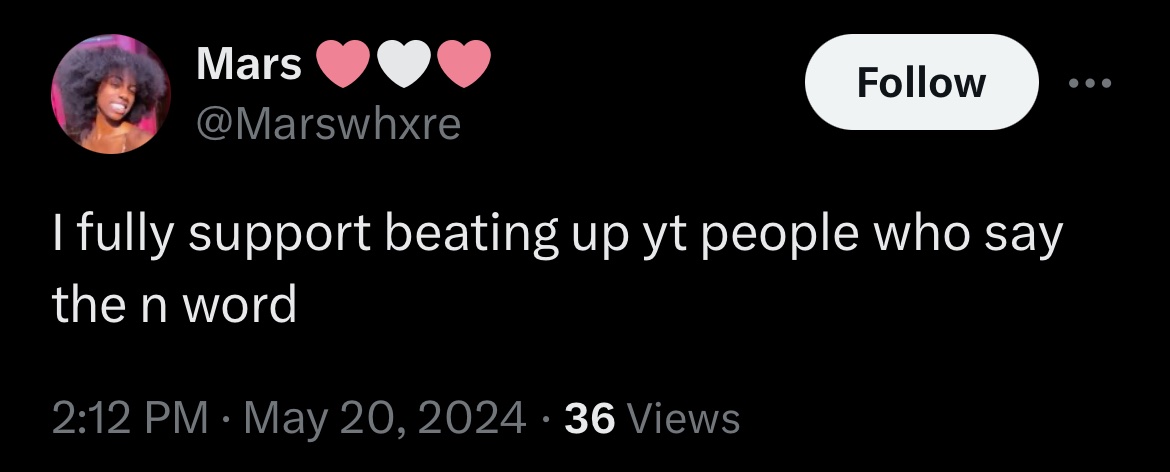 Mars 🩷🤍🩷
Follow
@Marswhxre
I fully support beating up yt people who say
the n word
2:12 PM · May 20, 2024 · 36 Views